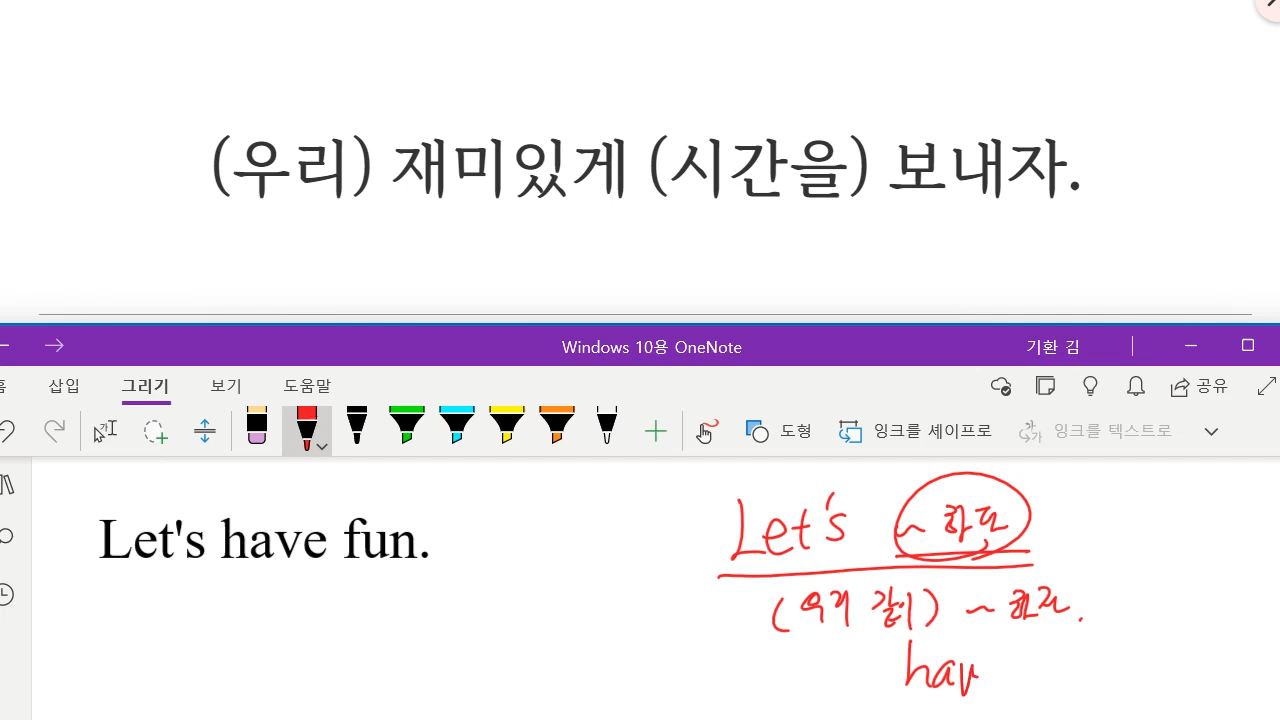 (우리) 재미있게 (시간을) 보내자.
Windows 10용 OneNote
기환 김
삽입 그리기 보기 도움말
공유
도형 잉크를 셰이프로 잉크를 텍스트로
Let's have fun.
Let's ~
(우리 같이) ~ 하자.
hav